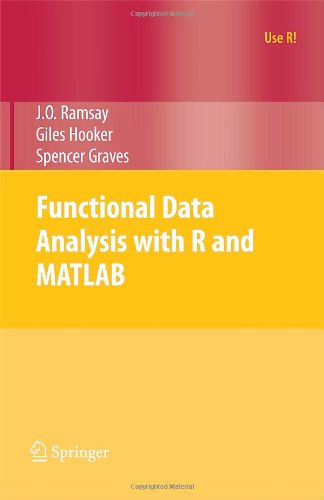 Use R!
J.O. Ramsay
Giles Hooker
Spencer Graves
Functional Data
Analysis with R and
MATLAB
Springer